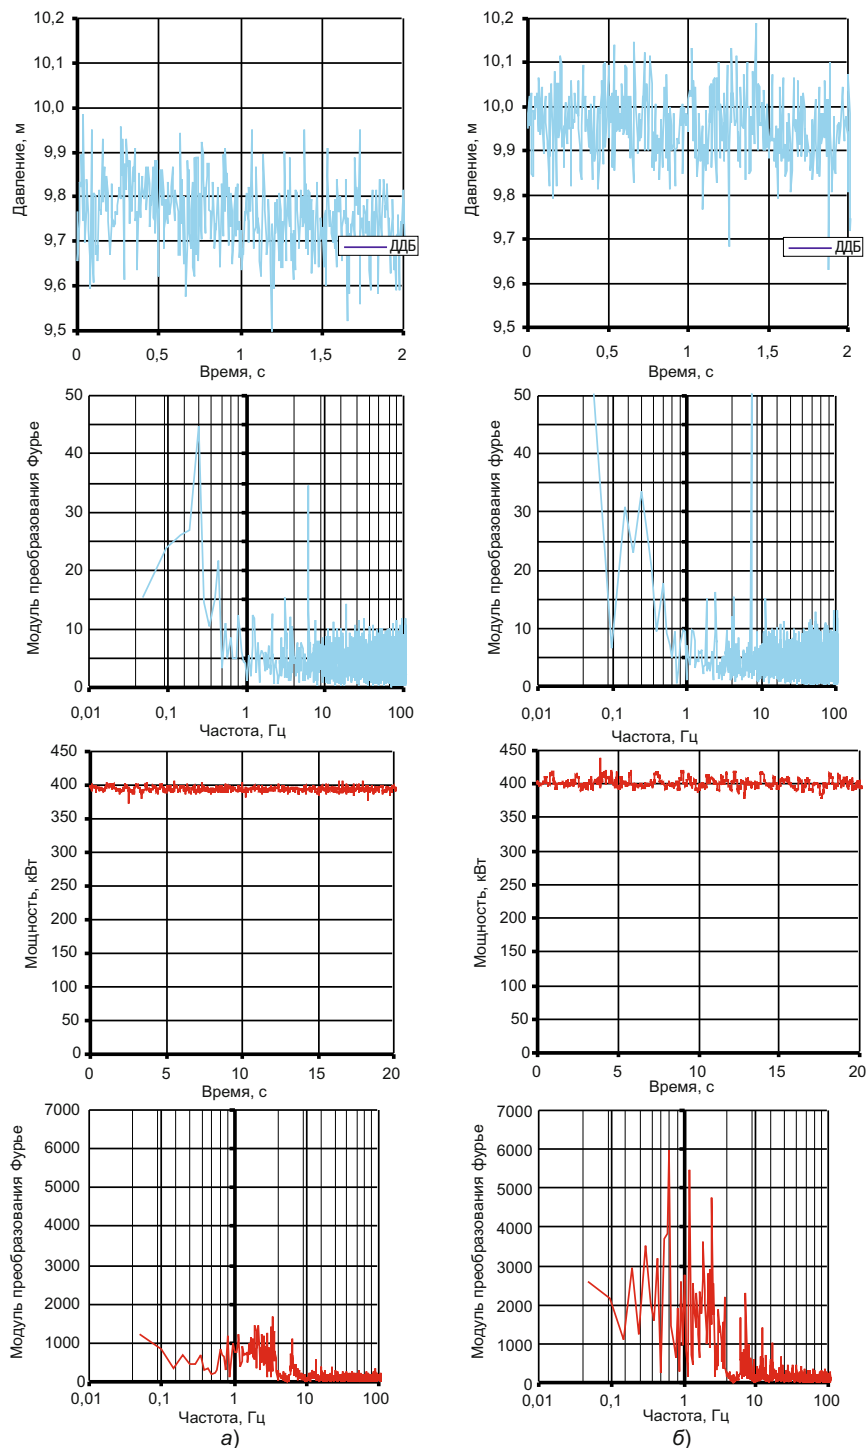 10,2
10,1
10,0
9,9
9,8
9,7
9,6
9,5
Давление, м
ДДБ
0 0,5 1 1,5 2
Время, с
10,2
10,1
10,0
9,9
9,8
9,7
9,6
9,5
Давление, м
ДДБ
0 0,5 1 1,5 2
Время, с
50
40
30
20
10
0
Модуль преобразования Фурье
0,01 0,1 1 10 100
Частота, Гц
50
40
30
20
10
0
Модуль преобразования фурье
0,01 0,1 1 10 100
Частота, Гц
450
400
350
300
250
200
150
100
50
0
Мощность, кВт
0 5 10 15 20
Время, с
450
400
350
300
250
200
150
100
50
0
Мощность, кВт
0 5 10 15 20
Время, с
7000
6000
5000
4000
3000
2000
1000
0
Модуль преобразования Фурье
0,01 0,1 1 10 100
Частота, Гц
а)
7000
6000
5000
4000
3000
2000
1000
0
Модуль преобразования фурье
0,01 0,1 1 10 100
Частота, Гц
б)